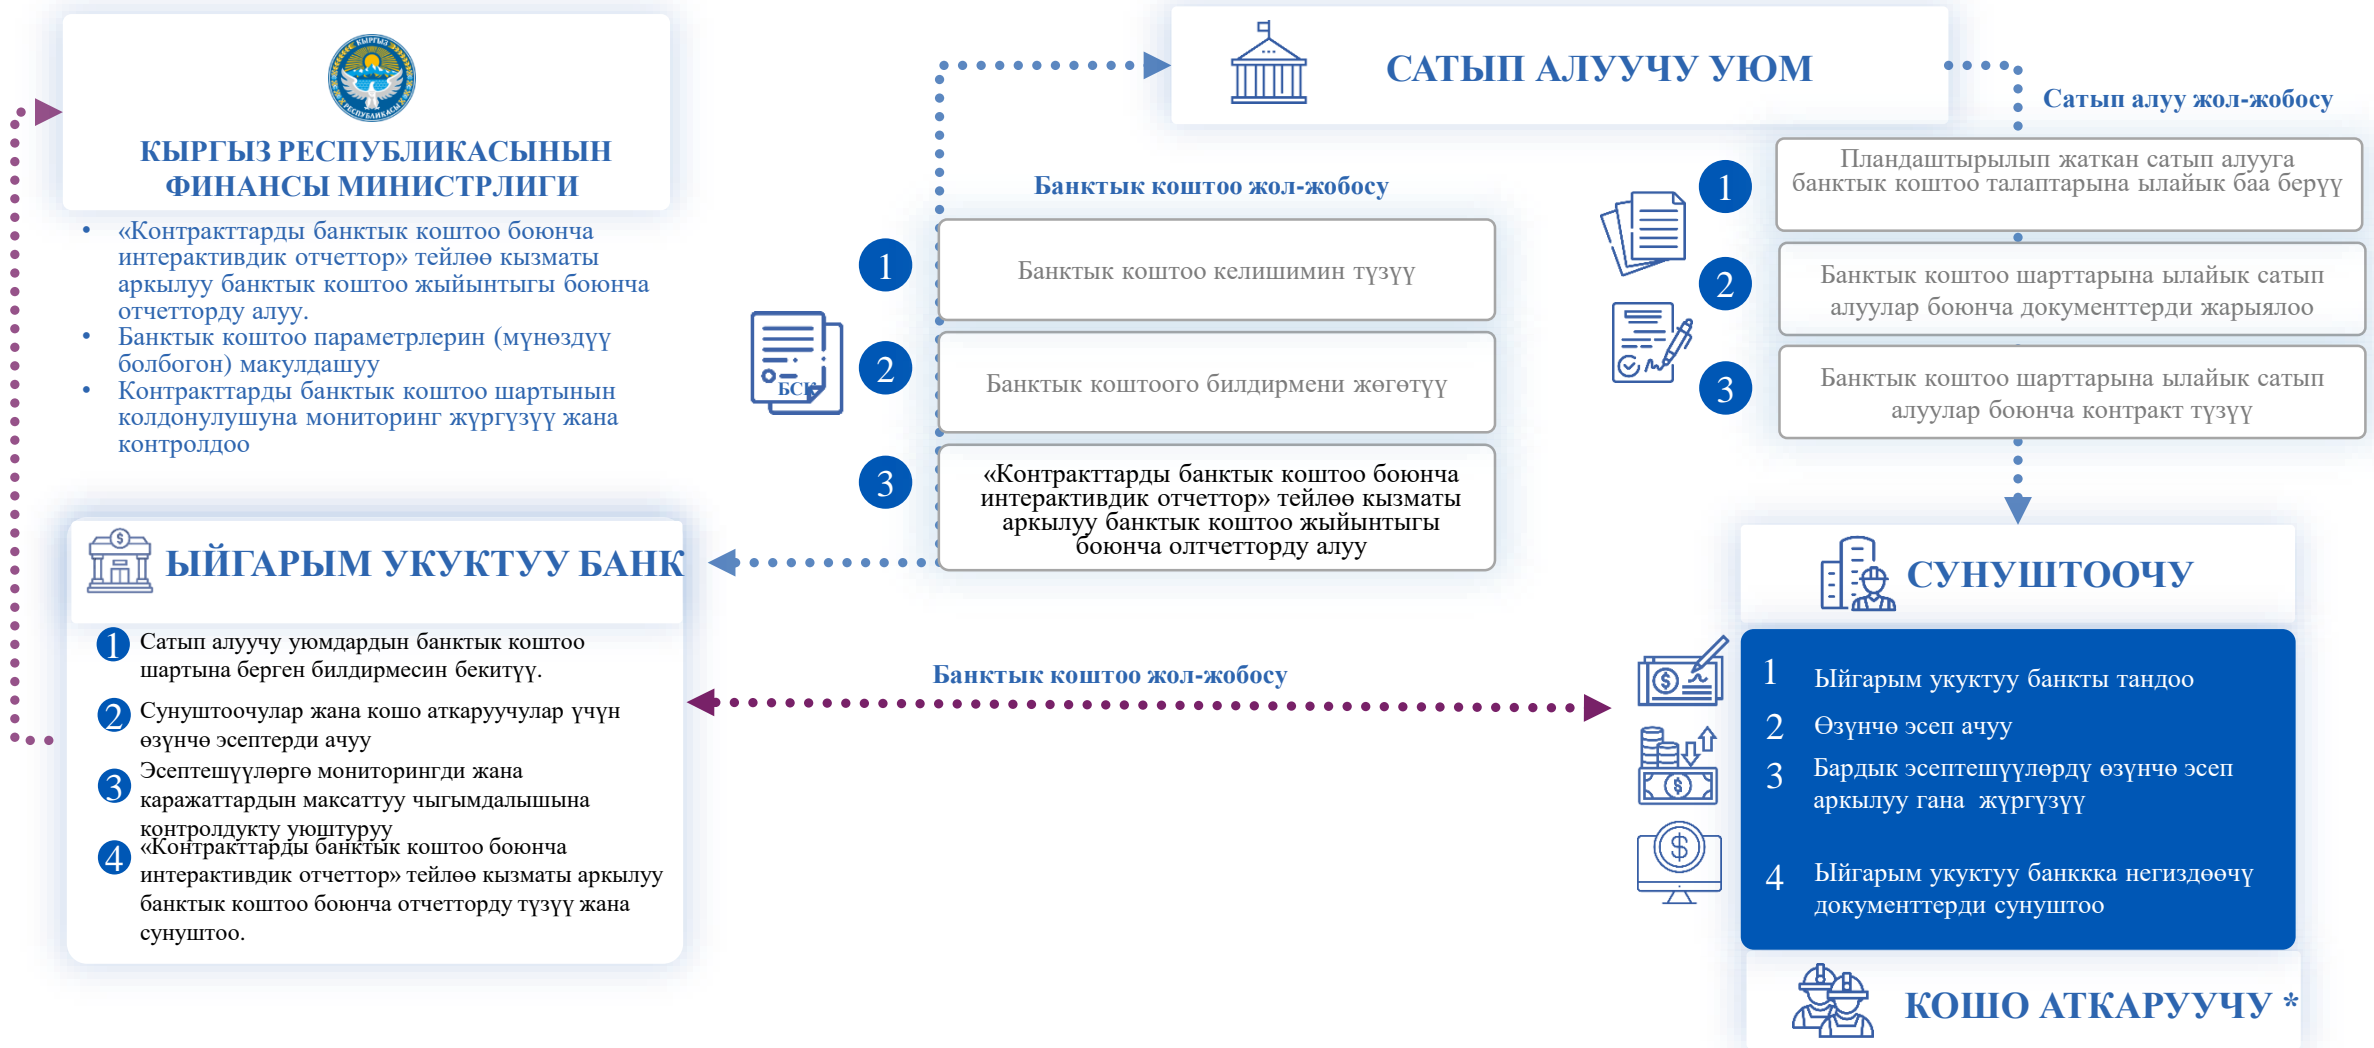 КЫРГЫЗ
РЕСПУБЛИКАСЫ
КЫРГЫЗ РЕСПУБЛИКАСЫНЫН
ФИНАНСЫ МИНИСТРЛИГИ
• «Контракттарды банктык коштоо боюнча
интерактивдик отчеттор» тейлөө кызматы
аркылуу банктык коштоо жыйынтыгы боюнча
отчетторду алуу.
• Банктык коштоо параметрлерин (мүнөздүү
болбогон) макулдашуу
• Контракттарды банктык коштоо шартынын
колдонулушуна мониторинг жүргүзүү жана
контролдоо
САТЫП АЛУУЧУ УЮМ
Банктык коштоо жол-жобосу
1
Банктык коштоо келишимин түзүү
2
Банктык коштоого билдирмени жөгөтүү
БСК
3
«Контракттарды банктык коштоо боюнча
интерактивдик отчеттор» тейлөө кызматы
аркылуу банктык коштоо жыйынтыгы
боюнча олтчетторду алуу
Сатып алуу жол-жобосу
1
Пландаштырылып жаткан сатып алууга
банктык коштоо талаптарына ылайык баа берүү
2
Банктык коштоо шарттарына ылайык сатып
алуулар боюнча документтерди жарыялоо
3
Банктык коштоо шарттарына ылайык сатып
алуулар боюнча контракт түзүү
ЫЙГАРЫМ УКУКТУУ БАНК
1 Сатып алуучу уюмдардын банктык коштоо
шартына берген билдирмесин бекитүү.
2 Сунуштоочулар жана кошо аткаруучулар үчүн
өзүнчө эсептерди ачуу
3 Эсептешүүлөргө мониторингди жана
каражаттардын максаттуу чыгымдалышына
контролдукту уюштуруу
4 «Контракттарды банктык коштоо боюнча
интерактивдик отчеттор» тейлөө кызматы аркылуу
банктык коштоо боюнча отчетторду түзүү жана
сунуштоо.
Банктык коштоо жол-жобосу
СУНУШТООЧУ
1 Ыйгарым укуктуу банкты тандоо
2 Өзүнчө эсеп ачуу
3 Бардык эсептешүүлөрдү өзүнчө эсеп
аркылуу гана жүргүзүү
4 Ыйгарым укуктуу банккка негиздөөчү
документтерди сунуштоо
КОШО АТКАРУУЧУ *